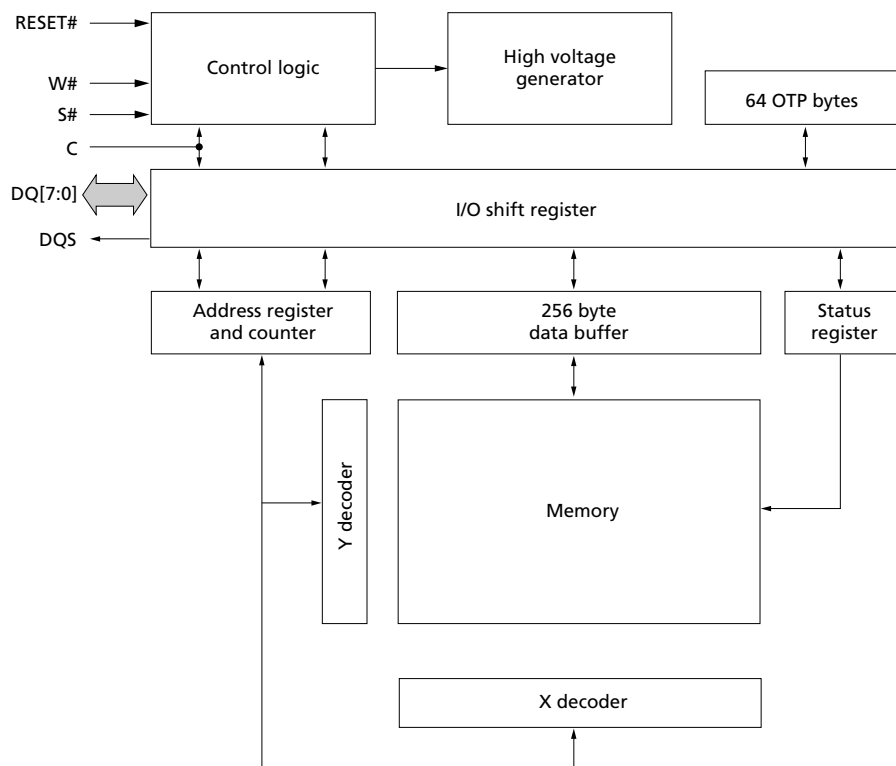 RESET#
W#
S#
C
DQ[7:0]
DQS
Control logic
High voltage
generator
64 OTP bytes
I/O shift register
Address register
and counter
256 byte
data buffer
Status
register
Y decoder
Memory
X decoder